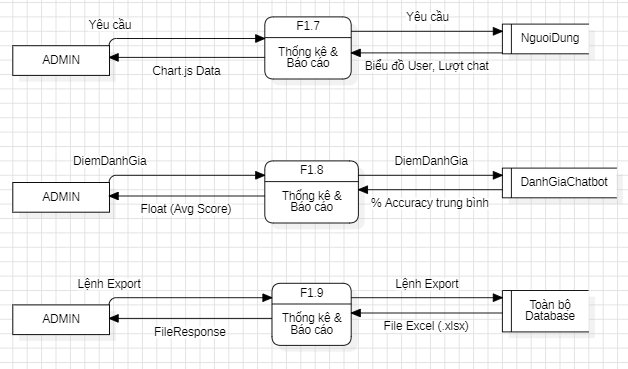 Yêu cầu
F1.7
Yêu cầu
ADMIN
Thống kê &
Báo cáo
NguoiDung
Chart.js Data
Biểu đồ User, Lượt chat
DiemDanhGia
F1.8
DiemDanhGia
ADMIN
Thống kê &
Báo cáo
DanhGiaChatbot
Float (Avg Score)
% Accuracy trung bình
Lệnh Export
F1.9
Lệnh Export
ADMIN
Thống kê &
Báo cáo
Toàn bộ
Database
FileResponse
File Excel (.xlsx)